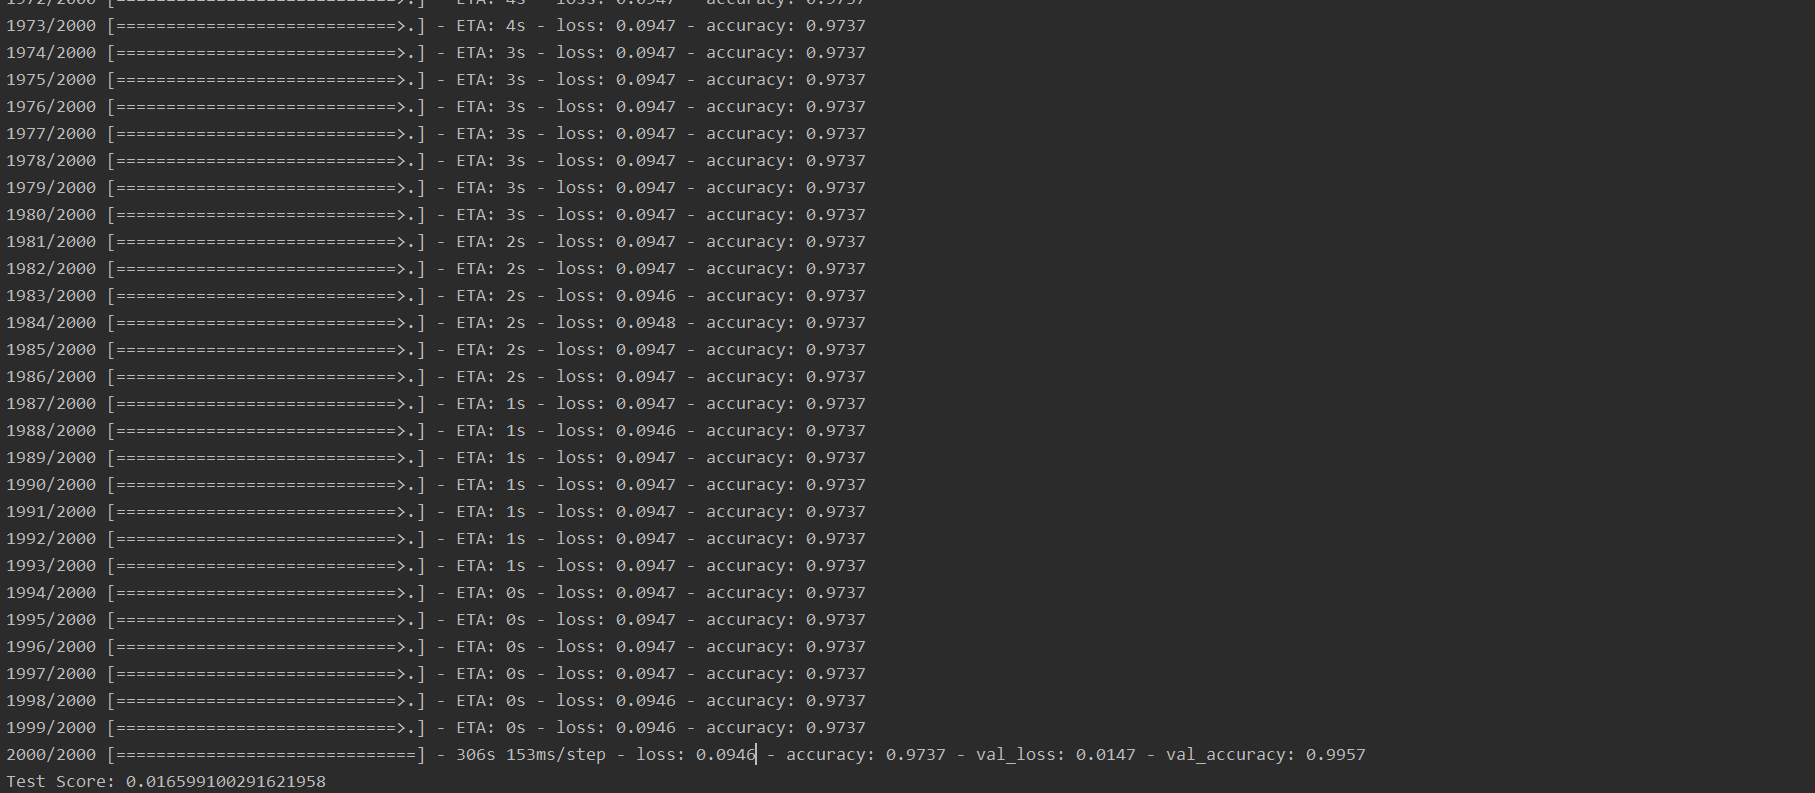 1972/2000 [============================>.] - ETA: 4s - loss: 0.0947 - accuracy: 0.9737
1973/2000 [============================>.] - ETA: 4s - loss: 0.0947 - accuracy: 0.9737
1974/2000 [============================>.] - ETA: 3s - loss: 0.0947 - accuracy: 0.9737
1975/2000 [============================>.] - ETA: 3s - loss: 0.0947 - accuracy: 0.9737
1976/2000 [============================>.] - ETA: 3s - loss: 0.0947 - accuracy: 0.9737
1977/2000 [============================>.] - ETA: 3s - loss: 0.0947 - accuracy: 0.9737
1978/2000 [============================>.] - ETA: 3s - loss: 0.0947 - accuracy: 0.9737
1979/2000 [============================>.] - ETA: 3s - loss: 0.0947 - accuracy: 0.9737
1980/2000 [============================>.] - ETA: 3s - loss: 0.0947 - accuracy: 0.9737
1981/2000 [============================>.] - ETA: 2s - loss: 0.0947 - accuracy: 0.9737
1982/2000 [============================>.] - ETA: 2s - loss: 0.0947 - accuracy: 0.9737
1983/2000 [============================>.] - ETA: 2s - loss: 0.0946 - accuracy: 0.9737
1984/2000 [============================>.] - ETA: 2s - loss: 0.0948 - accuracy: 0.9737
1985/2000 [============================>.] - ETA: 2s - loss: 0.0947 - accuracy: 0.9737
1986/2000 [============================>.] - ETA: 2s - loss: 0.0947 - accuracy: 0.9737
1987/2000 [============================>.] - ETA: 1s - loss: 0.0947 - accuracy: 0.9737
1988/2000 [============================>.] - ETA: 1s - loss: 0.0946 - accuracy: 0.9737
1989/2000 [============================>.] - ETA: 1s - loss: 0.0947 - accuracy: 0.9737
1990/2000 [============================>.] - ETA: 1s - loss: 0.0947 - accuracy: 0.9737
1991/2000 [============================>.] - ETA: 1s - loss: 0.0947 - accuracy: 0.9737
1992/2000 [============================>.] - ETA: 1s - loss: 0.0947 - accuracy: 0.9737
1993/2000 [============================>.] - ETA: 1s - loss: 0.0947 - accuracy: 0.9737
1994/2000 [============================>.] - ETA: 0s - loss: 0.0947 - accuracy: 0.9737
1995/2000 [============================>.] - ETA: 0s - loss: 0.0947 - accuracy: 0.9737
1996/2000 [============================>.] - ETA: 0s - loss: 0.0947 - accuracy: 0.9737
1997/2000 [============================>.] - ETA: 0s - loss: 0.0947 - accuracy: 0.9737
1998/2000 [============================>.] - ETA: 0s - loss: 0.0946 - accuracy: 0.9737
1999/2000 [============================>.] - ETA: 0s - loss: 0.0946 - accuracy: 0.9737
2000/2000 [==============================] - 306s 153ms/step - loss: 0.0946 - accuracy: 0.9737 - val_loss: 0.0147 - val_accuracy: 0.9957
Test Score: 0.016599100291621958